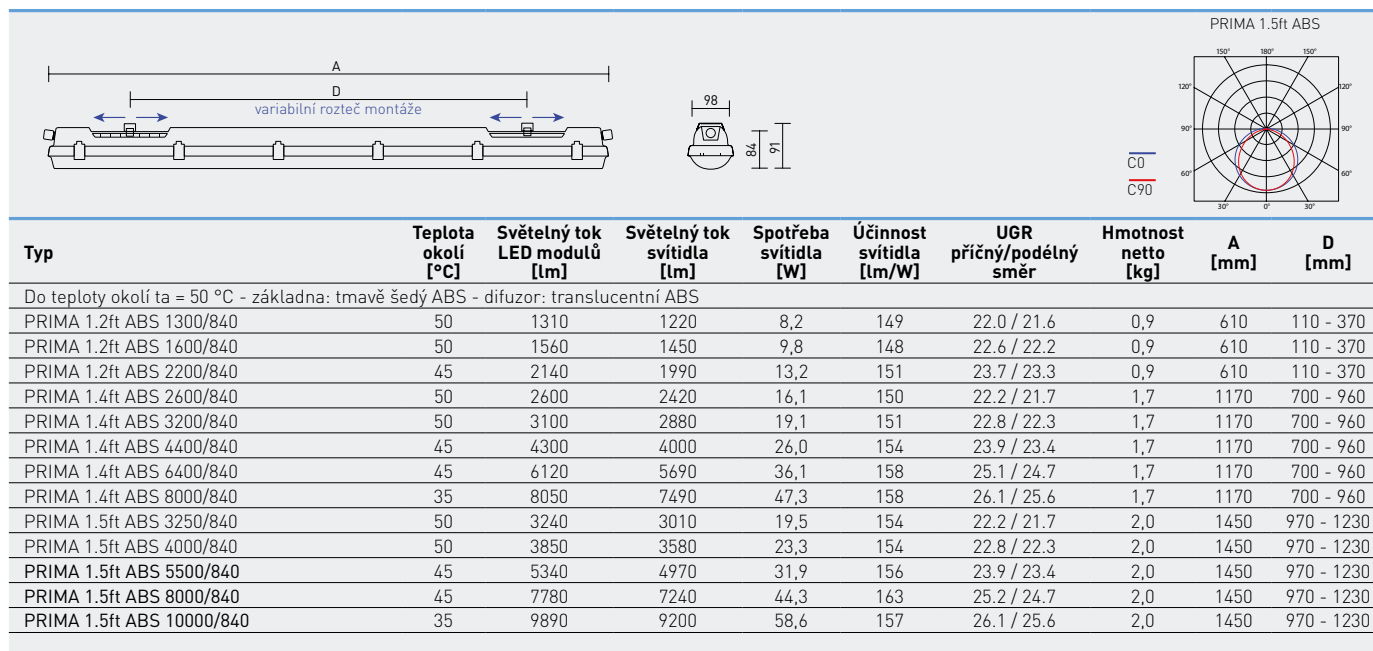 PRIMA 1.5ft ABS
150° 180° 150°
120° 120°
90° 90°
60° 60°
30° 0° 30°
C0
C90
A
D
variabilní rozteč montáže
98
84
91
Typ Teplota okolí [°C] Světelný tok LED modulů [lm] Světelný tok svítidla [lm] Spotřeba svítidla [W] Účinnost svítidla [lm/W] UGR příčný/podélný směr Hmotnost netto [kg] A [mm] D [mm]
Do teploty okolí ta = 50 °C - základna: tmavě šedý ABS - difuzor: translucentní ABS
PRIMA 1.2ft ABS 1300/840 50 1310 1220 8,2 149 22.0 / 21.6 0,9 610 110 - 370
PRIMA 1.2ft ABS 1600/840 50 1560 1450 9,8 148 22.6 / 22.2 0,9 610 110 - 370
PRIMA 1.2ft ABS 2200/840 45 2140 1990 13,2 151 23.7 / 23.3 0,9 610 110 - 370
PRIMA 1.4ft ABS 2600/840 50 2600 2420 16,1 150 22.2 / 21.7 1,7 1170 700 - 960
PRIMA 1.4ft ABS 3200/840 50 3100 2880 19,1 151 22.8 / 22.3 1,7 1170 700 - 960
PRIMA 1.4ft ABS 4400/840 45 4300 4000 26,0 154 23.9 / 23.4 1,7 1170 700 - 960
PRIMA 1.4ft ABS 6400/840 45 6120 5690 36,1 158 25.1 / 24.7 1,7 1170 700 - 960
PRIMA 1.4ft ABS 8000/840 35 8050 7490 47,3 158 26.1 / 25.6 1,7 1170 700 - 960
PRIMA 1.5ft ABS 3250/840 50 3240 3010 19,5 154 22.2 / 21.7 2,0 1450 970 - 1230
PRIMA 1.5ft ABS 4000/840 50 3850 3580 23,3 154 22.8 / 22.3 2,0 1450 970 - 1230
PRIMA 1.5ft ABS 5500/840 45 5340 4970 31,9 156 23.9 / 23.4 2,0 1450 970 - 1230
PRIMA 1.5ft ABS 8000/840 45 7780 7240 44,3 163 25.2 / 24.7 2,0 1450 970 - 1230
PRIMA 1.5ft ABS 10000/840 35 9890 9200 58,6 157 26.1 / 25.6 2,0 1450 970 - 1230